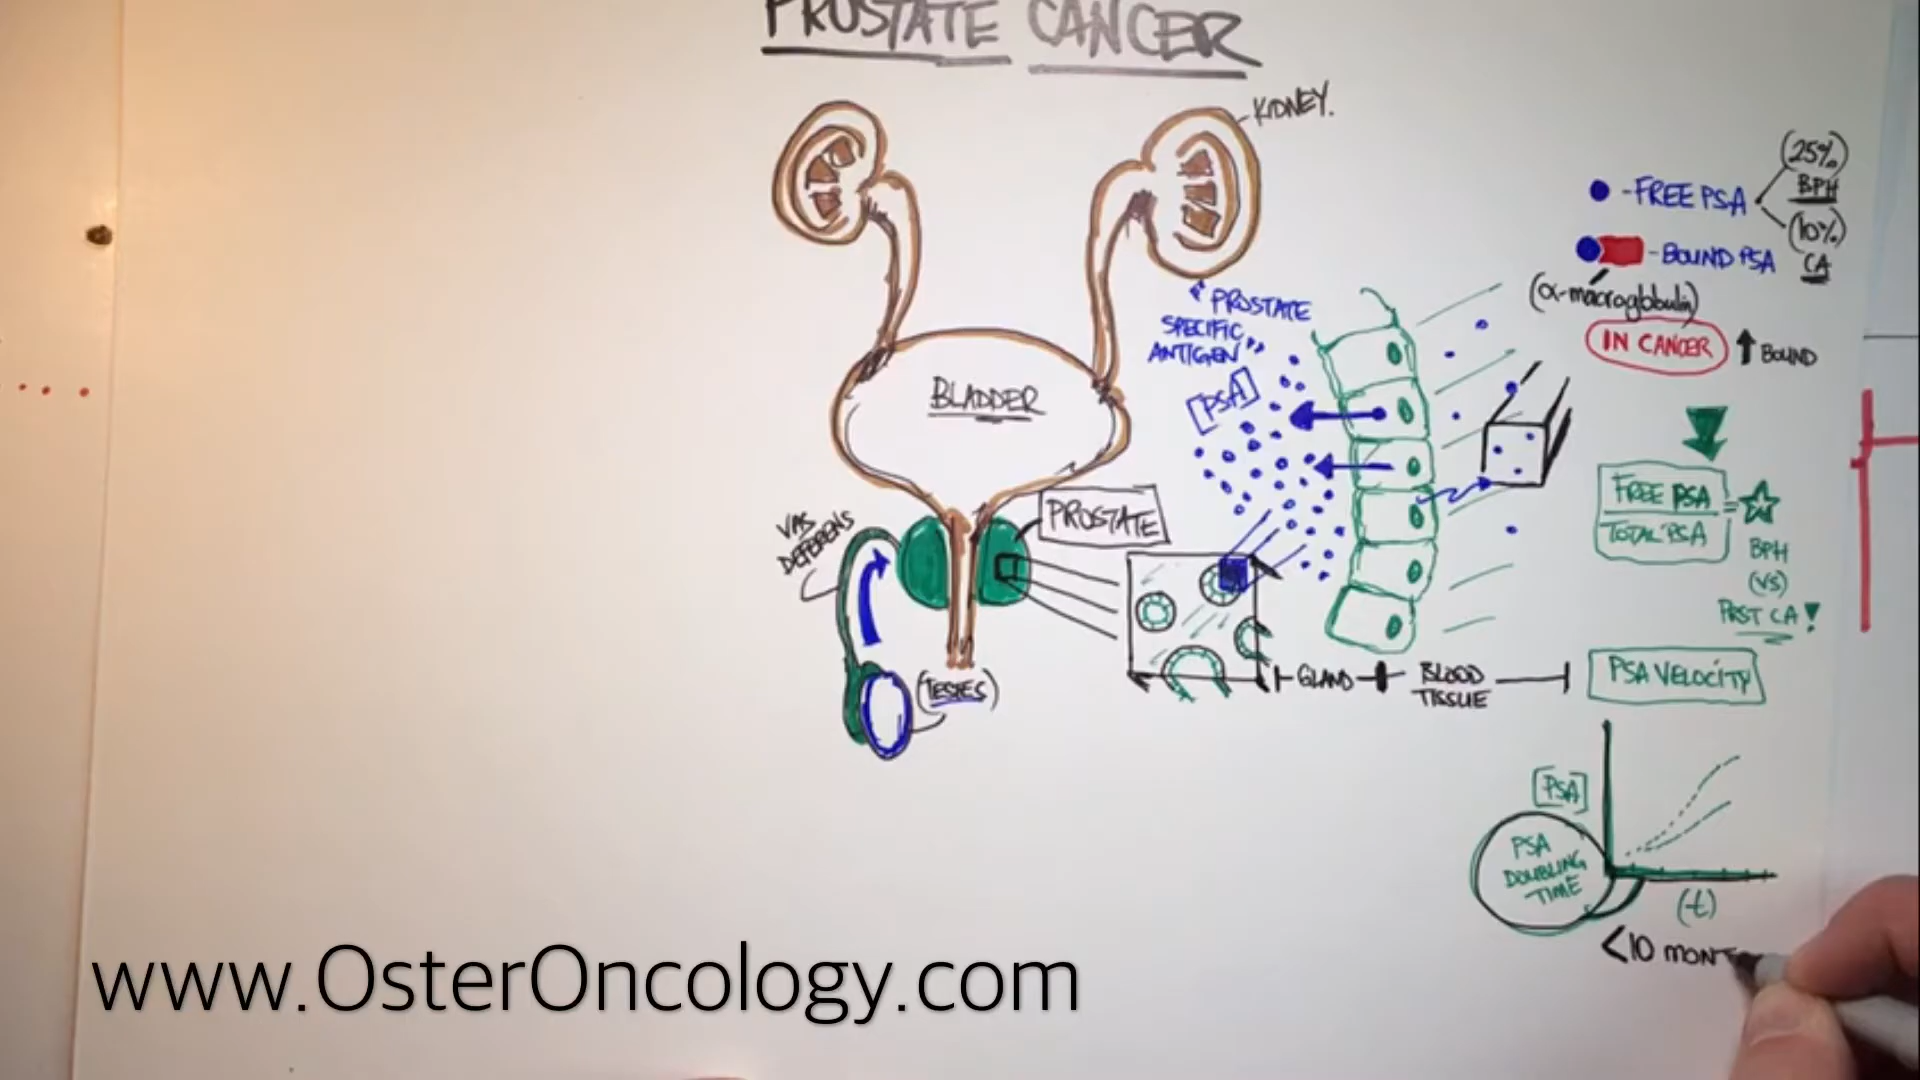 PROSTATE CANCER
KIDNEY.
(25%)
BPH
- FREE PSA
(10%)
- BOUND PSA
CA
(α-macroglobulin)
IN CANCER
↑ BOUND
"PROSTATE
SPECIFIC
ANTIGEN"
[PSA]
BLADDER
FREE PSA
TOTAL PSA
=
BPH
(VS)
PRST CA!
VAS
DEFERENS
PROSTATE
(TESTES)
GLAND
BLOOD
TISSUE
PSA VELOCITY
[PSA]
PSA
DOUBLING
TIME
(t)
<10 MONT
www.OsterOncology.com